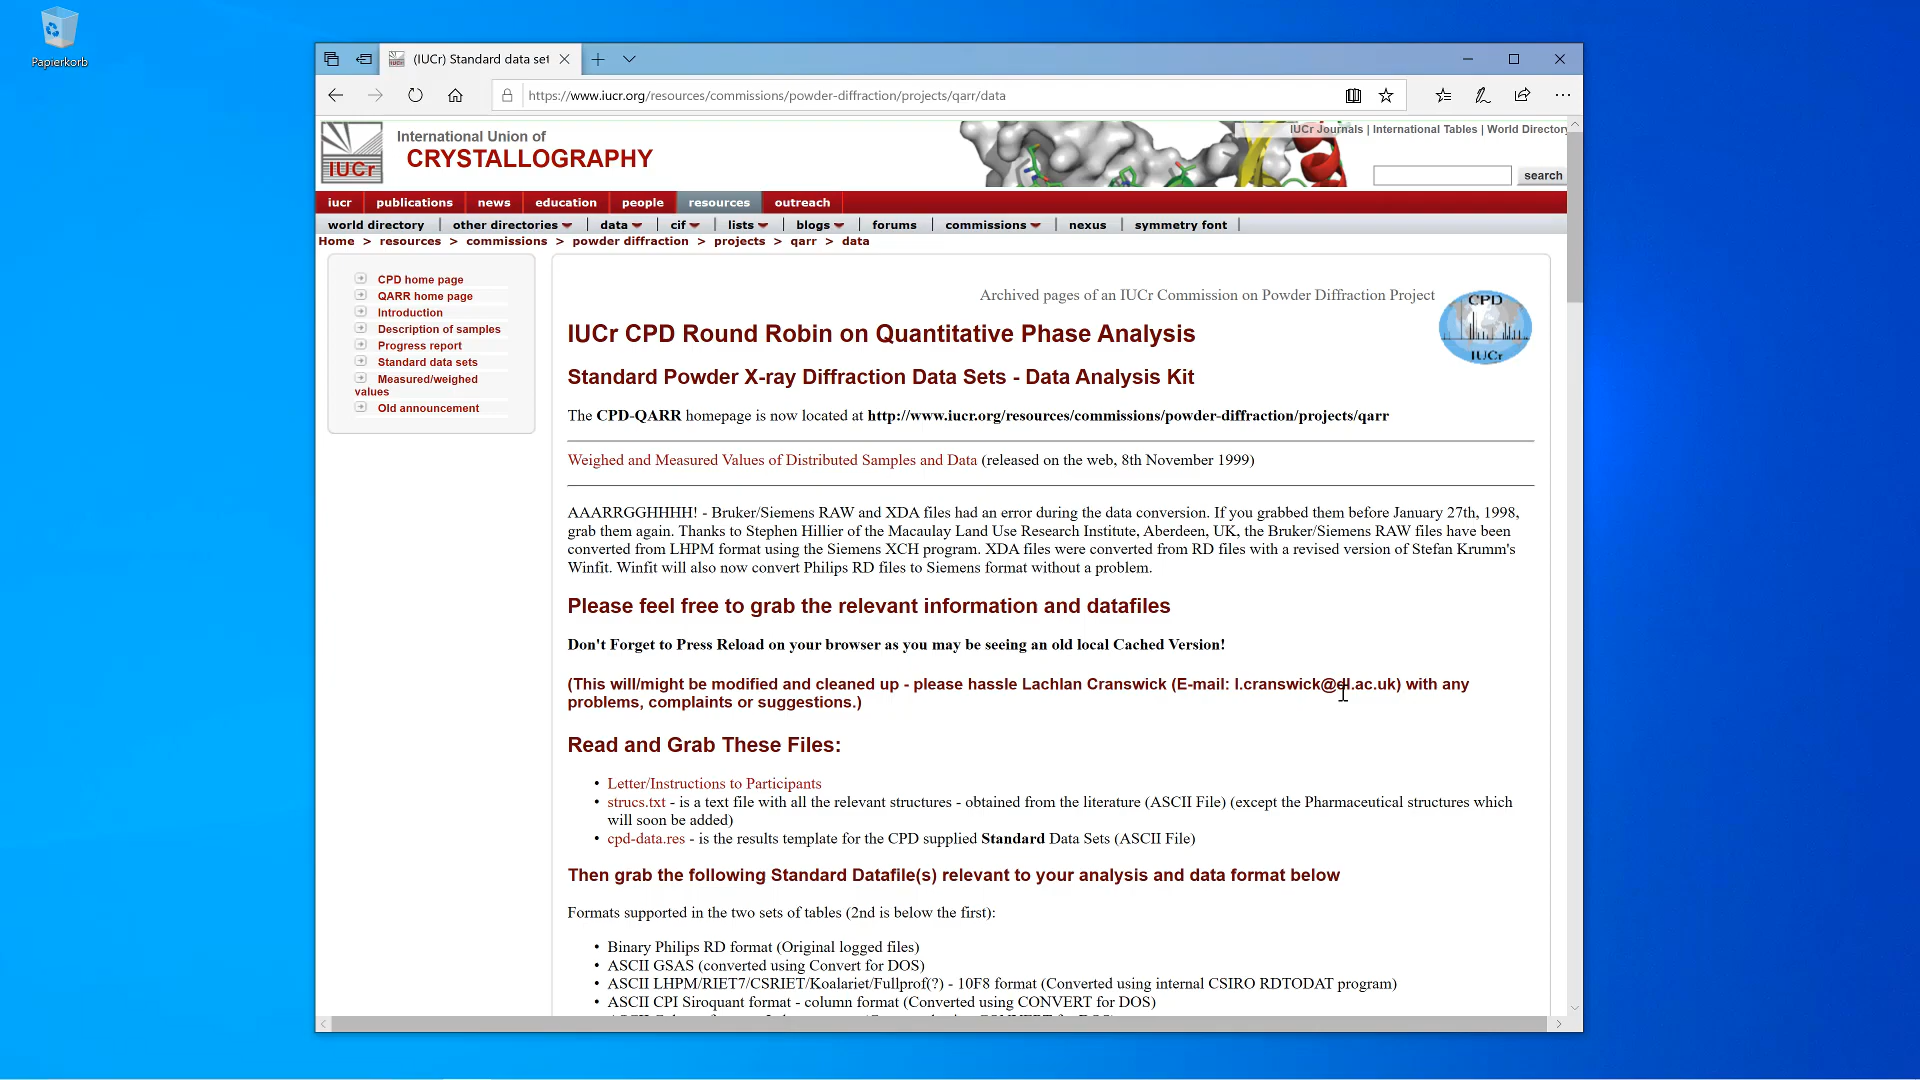 Papierkorb
(IUCr) Standard data set
https://www.iucr.org/resources/commissions/powder-diffraction/projects/qarr/data
IUCr
International Union of
CRYSTALLOGRAPHY
IUCr Journals | International Tables | World Directory
search
iucr publications news education people resources outreach
world directory other directories data cif lists blogs forums commissions nexus symmetry font
Home > resources > commissions > powder diffraction > projects > qarr > data
CPD home page
QARR home page
Introduction
Description of samples
Progress report
Standard data sets
Measured/weighed
values
Old announcement
Archived pages of an IUCr Commission on Powder Diffraction Project
CPD
IUCr
IUCr CPD Round Robin on Quantitative Phase Analysis
Standard Powder X-ray Diffraction Data Sets - Data Analysis Kit
The CPD-QARR homepage is now located at http://www.iucr.org/resources/commissions/powder-diffraction/projects/qarr
Weighed and Measured Values of Distributed Samples and Data (released on the web, 8th November 1999)
AAARRGGHHHH! - Bruker/Siemens RAW and XDA files had an error during the data conversion. If you grabbed them before January 27th, 1998,
grab them again. Thanks to Stephen Hillier of the Macaulay Land Use Research Institute, Aberdeen, UK, the Bruker/Siemens RAW files have been
converted from LHPM format using the Siemens XCH program. XDA files were converted from RD files with a revised version of Stefan Krumm's
Winfit. Winfit will also now convert Philips RD files to Siemens format without a problem.
Please feel free to grab the relevant information and datafiles
Don't Forget to Press Reload on your browser as you may be seeing an old local Cached Version!
(This will/might be modified and cleaned up - please hassle Lachlan Cranswick (E-mail: l.cranswick@dl.ac.uk) with any
problems, complaints or suggestions.)
Read and Grab These Files:
• Letter/Instructions to Participants
• strucs.txt - is a text file with all the relevant structures - obtained from the literature (ASCII File) (except the Pharmaceutical structures which
will soon be added)
• cpd-data.res - is the results template for the CPD supplied Standard Data Sets (ASCII File)
Then grab the following Standard Datafile(s) relevant to your analysis and data format below
Formats supported in the two sets of tables (2nd is below the first):
• Binary Philips RD format (Original logged files)
• ASCII GSAS (converted using Convert for DOS)
• ASCII LHPM/RIET7/CSRIET/Koalariet/Fullprof(?) - 10F8 format (Converted using internal CSIRO RDTODAT program)
• ASCII CPI Siroquant format - column format (Converted using CONVERT for DOS)